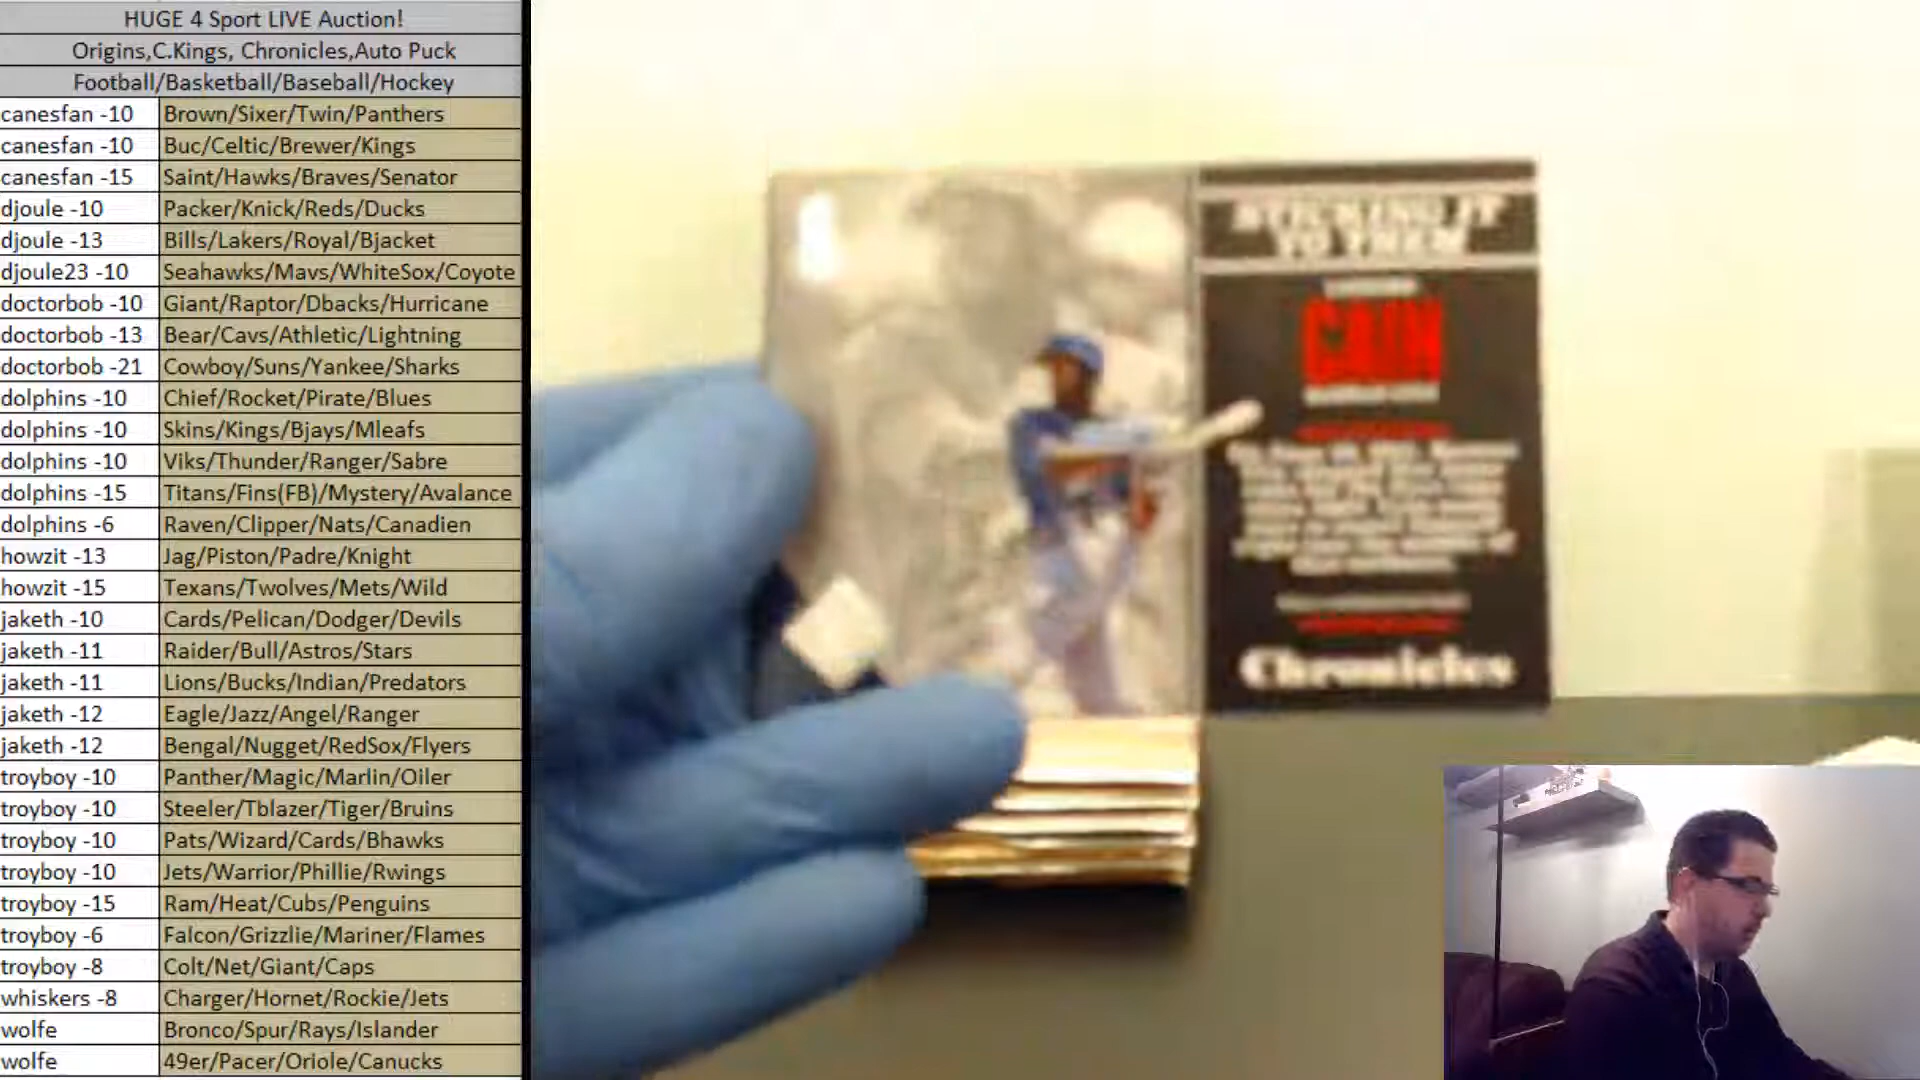 HUGE 4 Sport LIVE Auction!
Origins,C.Kings, Chronicles,Auto Puck
Football/Basketball/Baseball/Hockey
canesfan -10 Brown/Sixer/Twin/Panthers
canesfan -10 Buc/Celtic/Brewer/Kings
canesfan -15 Saint/Hawks/Braves/Senator
djoule -10 Packer/Knick/Reds/Ducks
djoule -13 Bills/Lakers/Royal/Bjacket
djoule23 -10 Seahawks/Mavs/WhiteSox/Coyote
doctorbob -10 Giant/Raptor/Dbacks/Hurricane
doctorbob -13 Bear/Cavs/Athletic/Lightning
doctorbob -21 Cowboy/Suns/Yankee/Sharks
dolphins -10 Chief/Rocket/Pirate/Blues
dolphins -10 Skins/Kings/Bjays/Mleafs
dolphins -10 Viks/Thunder/Ranger/Sabre
dolphins -15 Titans/Fins(FB)/Mystery/Avalance
dolphins -6 Raven/Clipper/Nats/Canadien
howzit -13 Jag/Piston/Padre/Knight
howzit -15 Texans/Twolves/Mets/Wild
jaketh -10 Cards/Pelican/Dodger/Devils
jaketh -11 Raider/Bull/Astros/Stars
jaketh -11 Lions/Bucks/Indian/Predators
jaketh -12 Eagle/Jazz/Angel/Ranger
jaketh -12 Bengal/Nugget/RedSox/Flyers
troyboy -10 Panther/Magic/Marlin/Oiler
troyboy -10 Steeler/Tblazer/Tiger/Bruins
troyboy -10 Pats/Wizard/Cards/Bhawks
troyboy -10 Jets/Warrior/Phillie/Rwings
troyboy -15 Ram/Heat/Cubs/Penguins
troyboy -6 Falcon/Grizzlie/Mariner/Flames
troyboy -8 Colt/Net/Giant/Caps
whiskers -8 Charger/Hornet/Rockie/Jets
wolfe Bronco/Spur/Rays/Islander
wolfe 49er/Pacer/Oriole/Canucks
STICKING IT
TO THEM
CAIN
Chronicles